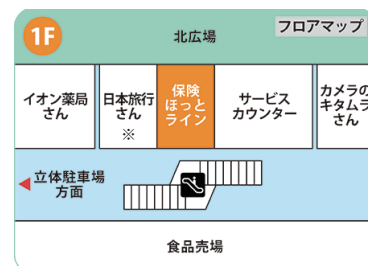 1F
北広場
フロアマップ
イオン薬局
さん
日本旅行
さん
※
保険
ほっと
ライン
サービス
カウンター
カメラの
キタムラ
さん
立体駐車場
方面
食品売場